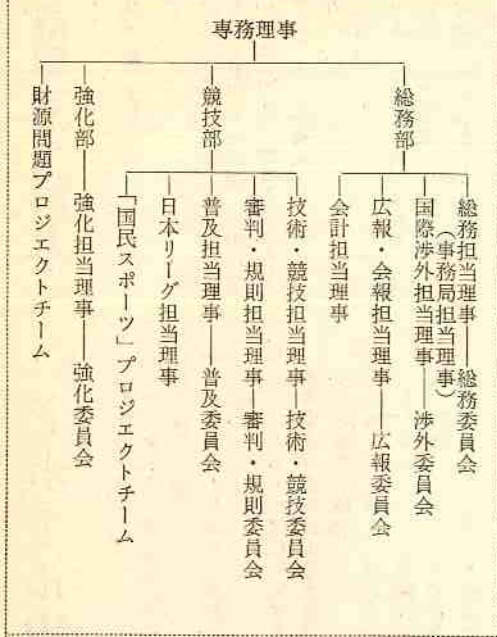 専務理事
総務部
総務担当理事――総務委員会
（事務局担当理事）
国際渉外担当理事――渉外委員会
広報・会報担当理事――広報委員会
会計担当理事
競技部
技術・競技担当理事―技術・競技委員会
審判・規則担当理事―審判・規則委員会
普及担当理事――普及委員会
日本リーグ担当理事
「国民スポーツ」プロジエクトチーム
強化部――強化担当理事――強化委員会
財源問題プロジエクトチーム